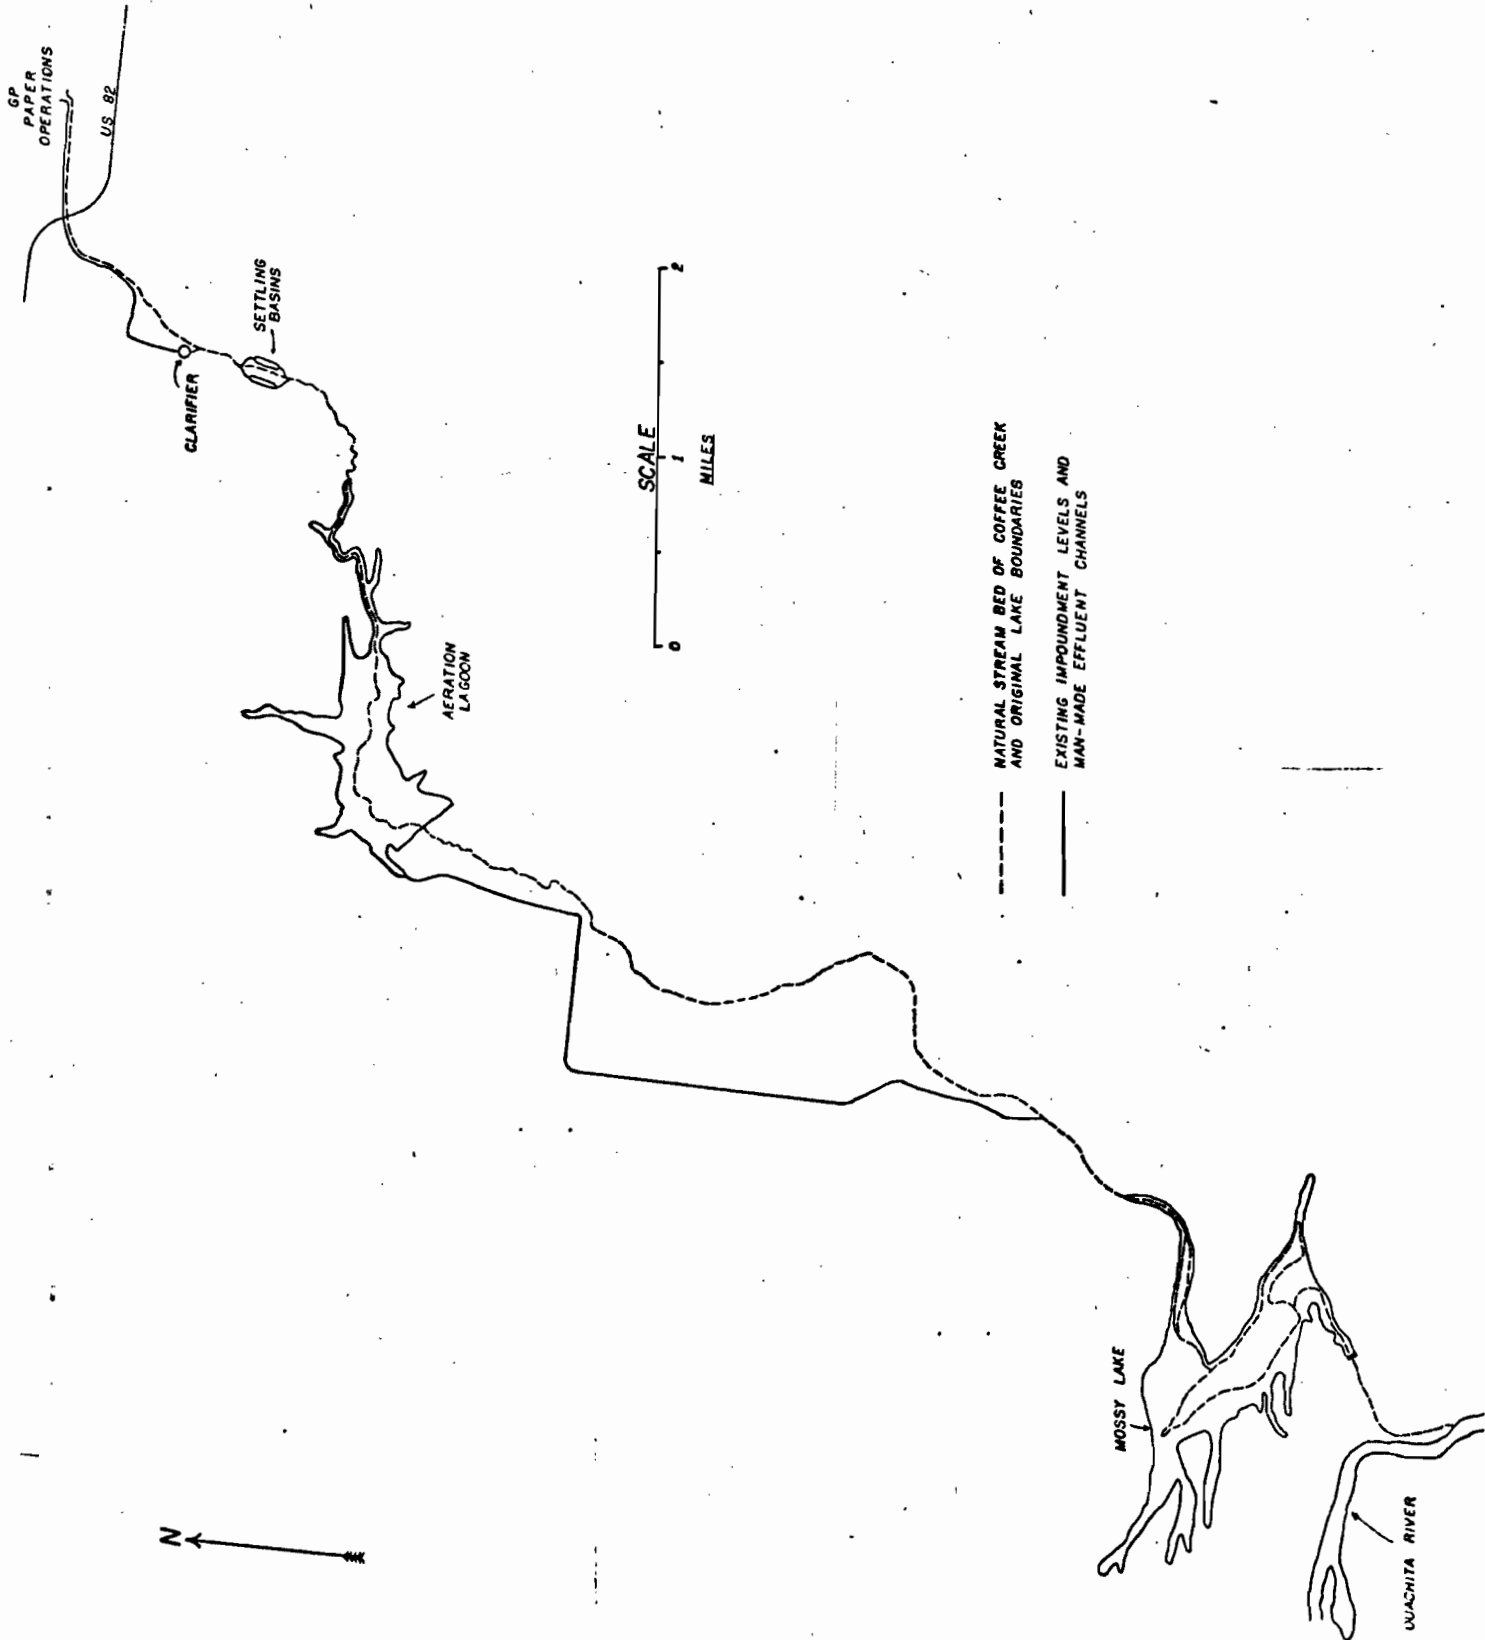 GP
PAPER
OPERATIONS
US 82
SETTLING
BASINS
CLARIFIER
AERATION
LAGOON
SCALE
0 1 2
MILES
NATURAL STREAM BED OF COFFEE CREEK
AND ORIGINAL LAKE BOUNDARIES
EXISTING IMPOUNDMENT LEVELS AND
MAN-MADE EFFLUENT CHANNELS
MOSSY LAKE
OUACHITA RIVER
N